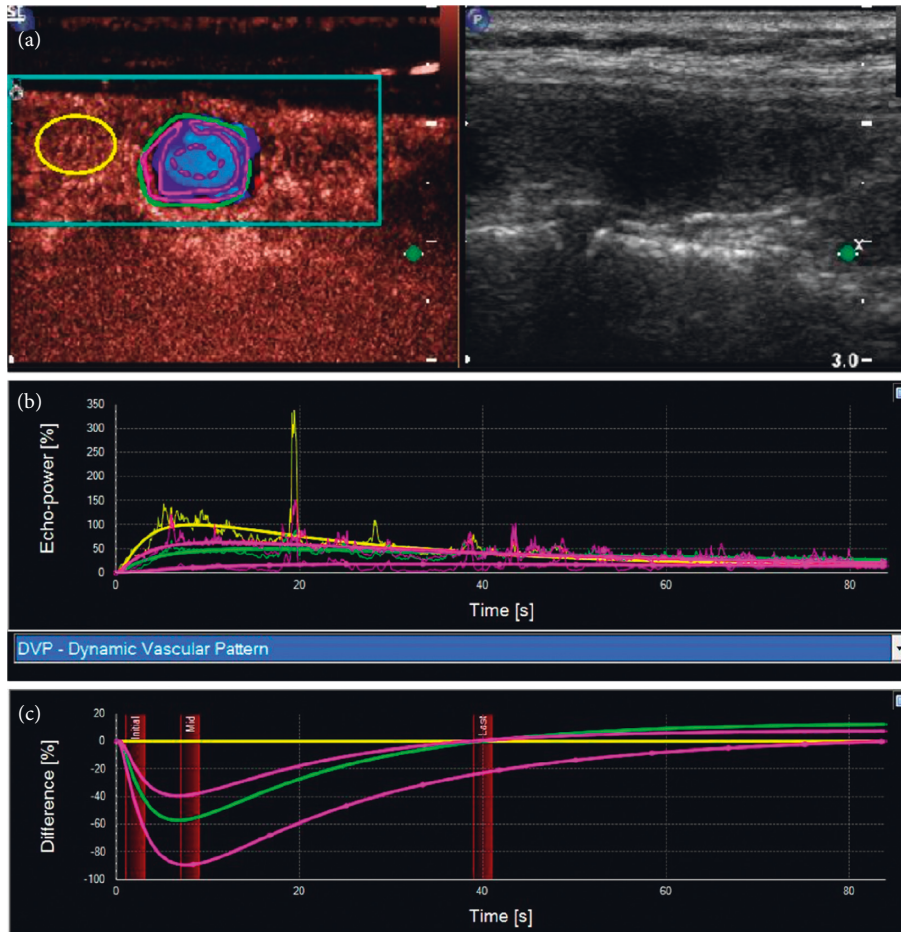 (a)
P
X
3.0
(b)
Echo-power [%]
350
300
250
200
150
100
50
0
0 20 40 60 80
Time [s]
DVP - Dynamic Vascular Pattern
(c)
Difference [%]
20
0
-20
-40
-60
-80
-100
Initial
Mid
Last
0 20 40 60 80
Time [s]